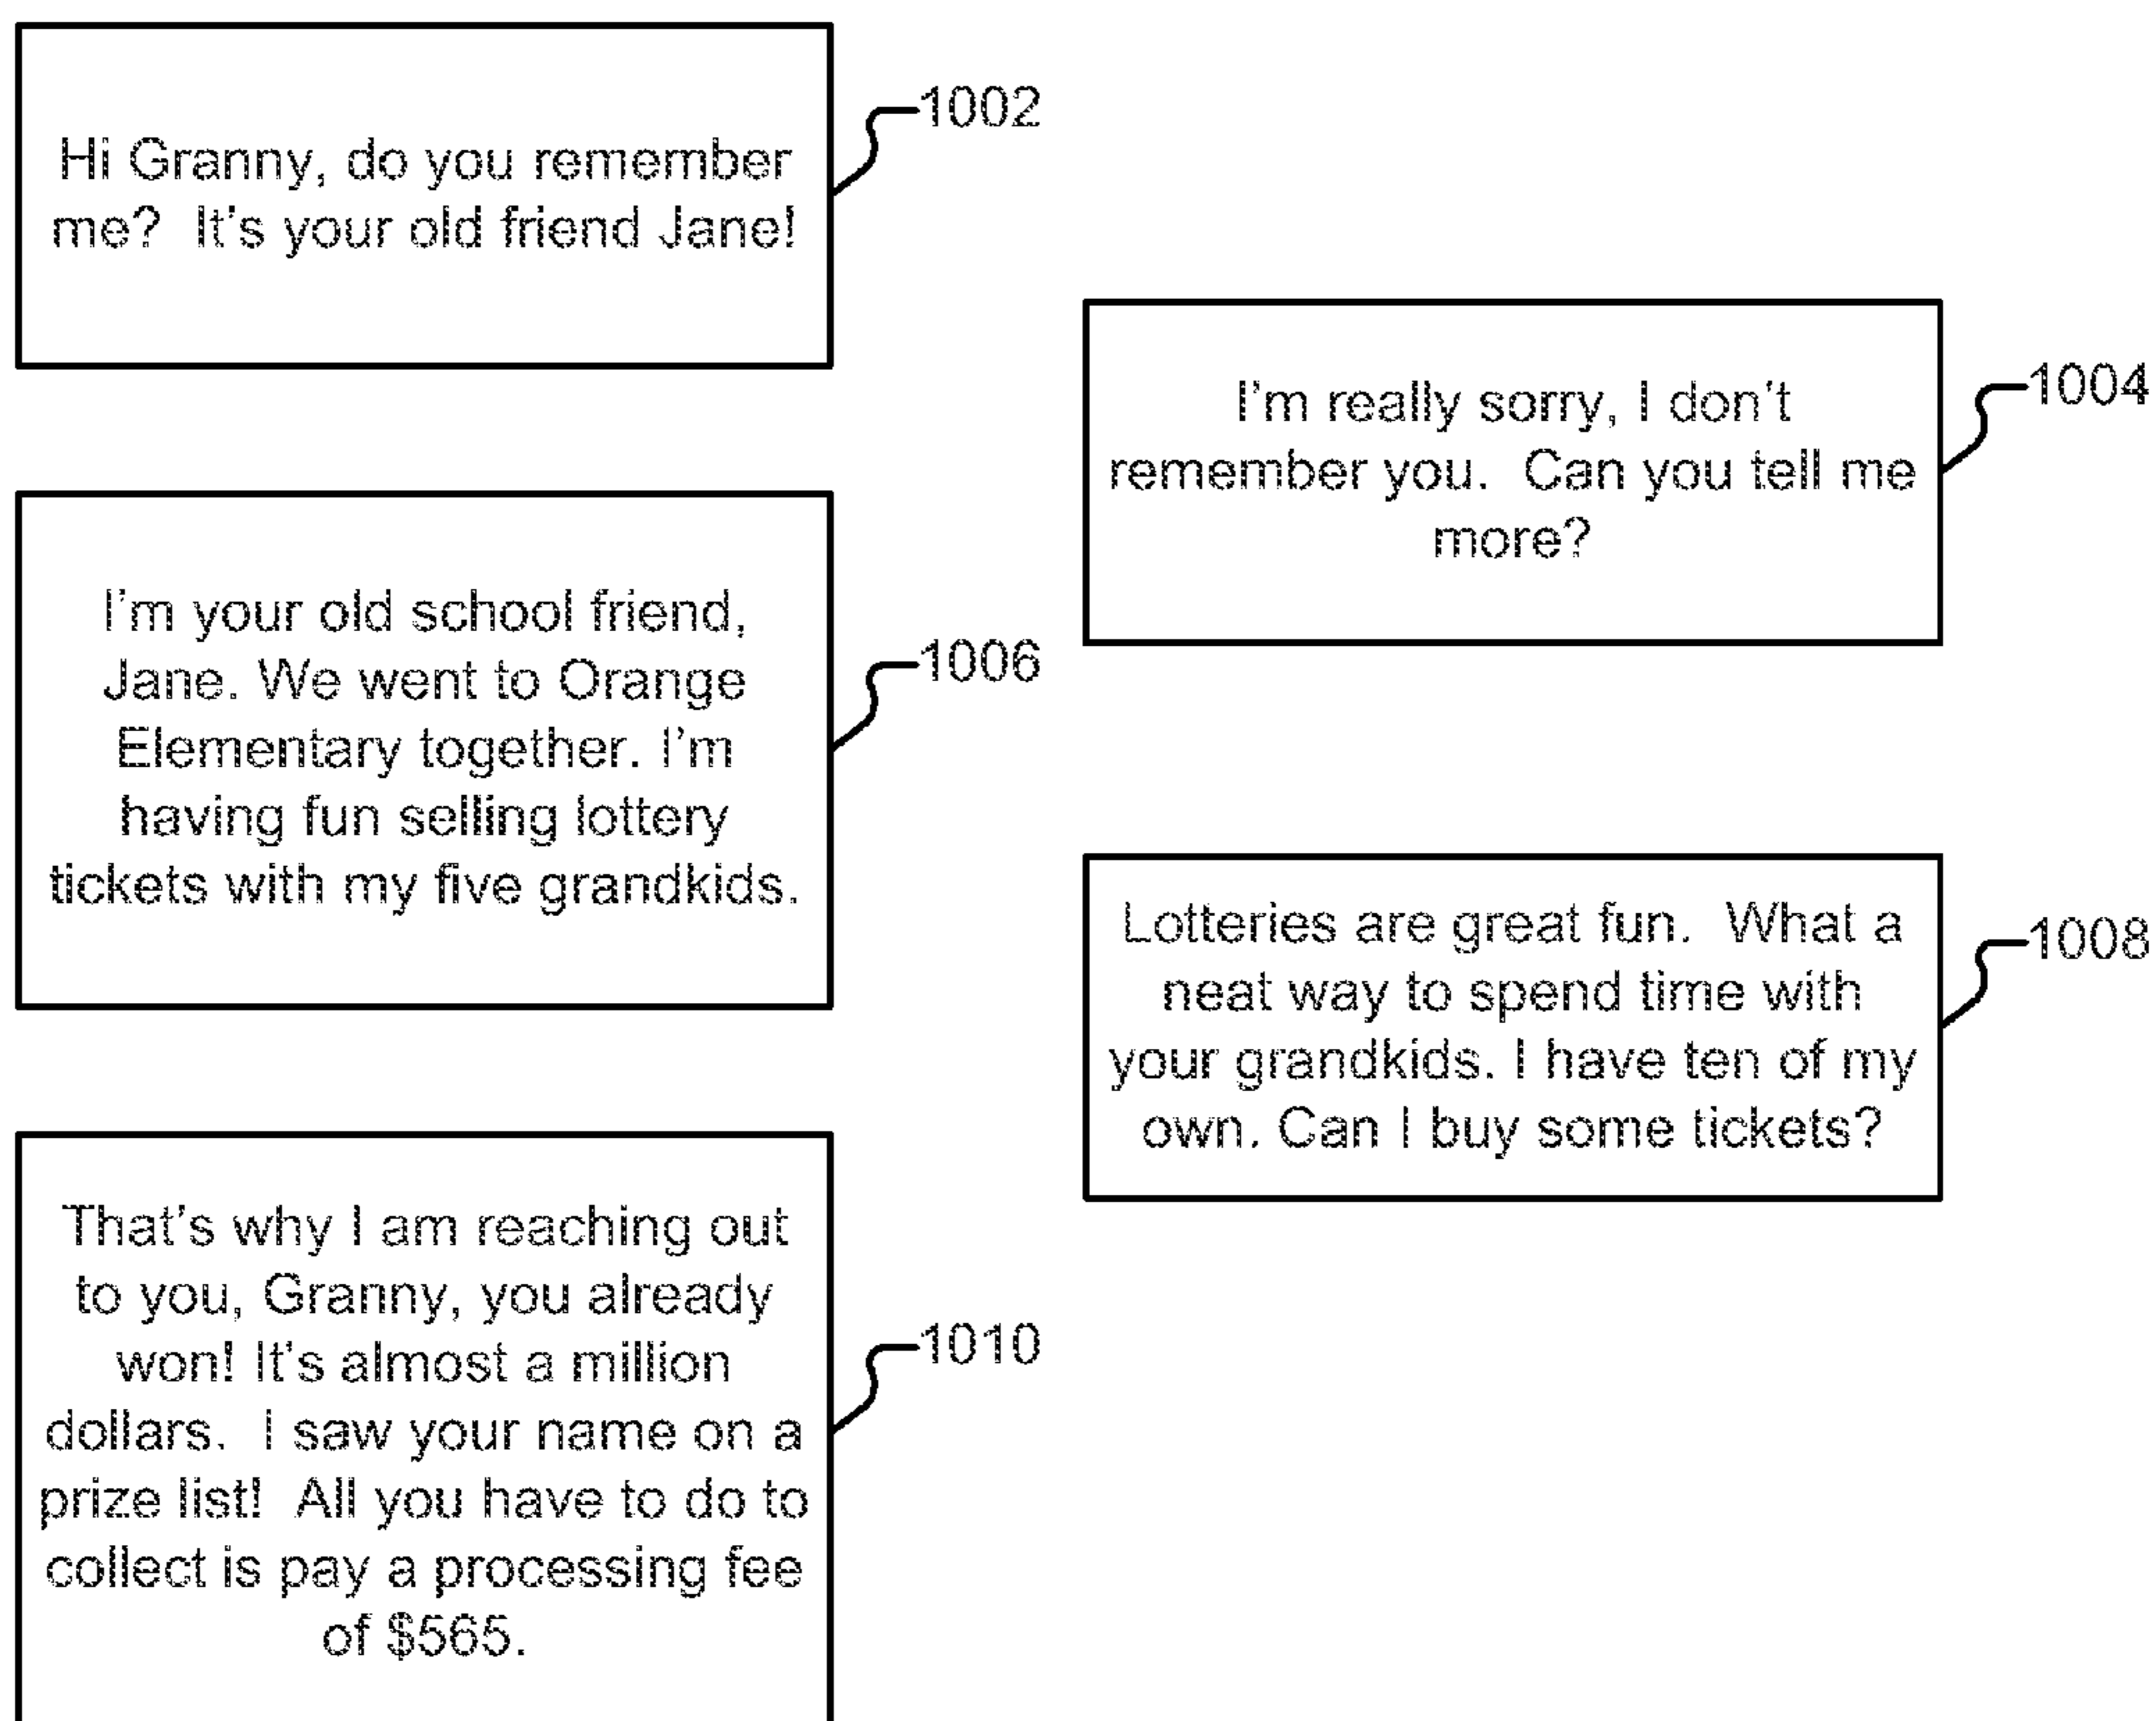 Hi Granny, do you remember
me?  It's your old friend Jane!
1002
I'm really sorry, I don't
remember you.  Can you tell me
more?
1004
I'm your old school friend,
Jane. We went to Orange
Elementary together. I'm
having fun selling lottery
tickets with my five grandkids.
1006
Lotteries are great fun.  What a
neat way to spend time with
your grandkids. I have ten of my
own. Can I buy some tickets?
1008
That's why I am reaching out
to you, Granny, you already
won! It's almost a million
dollars.  I saw your name on a
prize list!  All you have to do to
collect is pay a processing fee
of $565.
1010